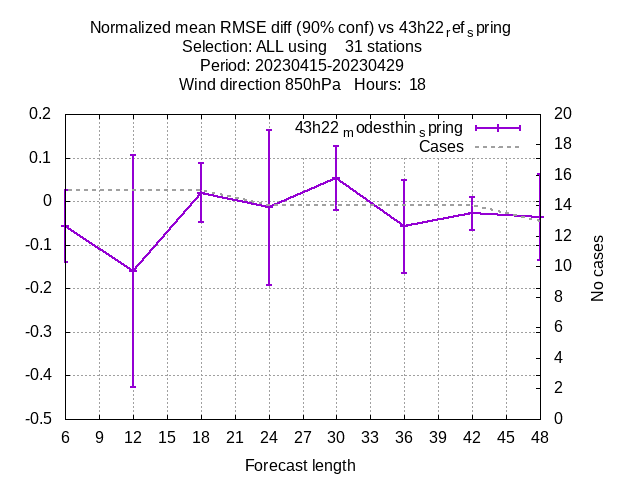 Normalized mean RMSE diff (90% conf) vs 43h22refspring
Selection: ALL using 31 stations
Period: 20230415-20230429
Wind direction 850hPa Hours: 18
43h22modesthinspring
Cases
0.2
0.1
0
-0.1
-0.2
-0.3
-0.4
-0.5
20
18
16
14
12
10
8
6
4
2
0
No cases
6 9 12 15 18 21 24 27 30 33 36 39 42 45 48
Forecast length